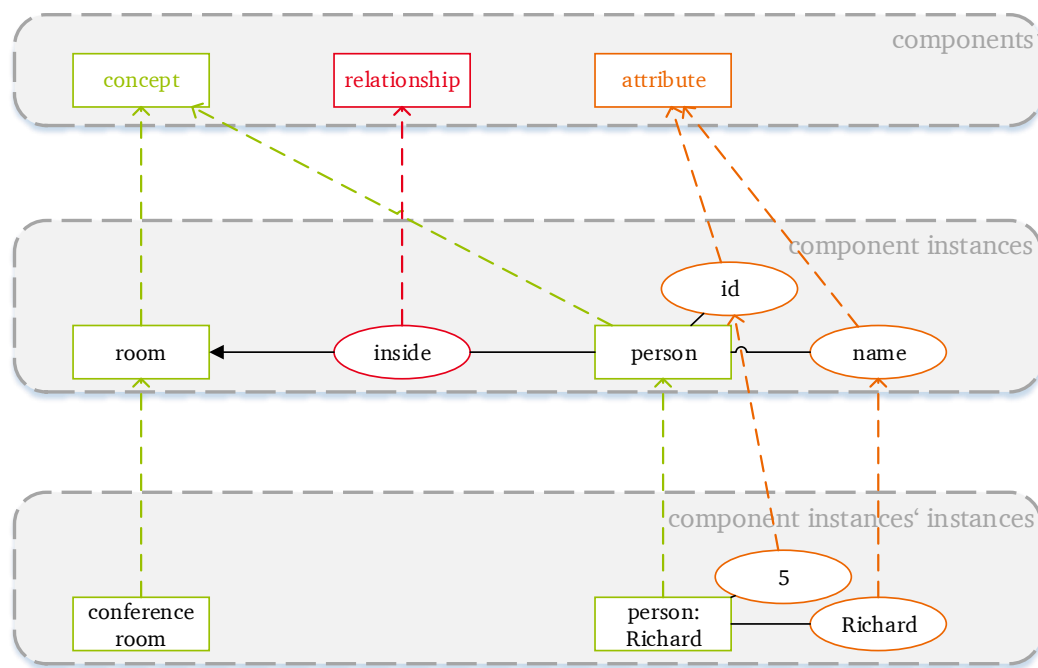 components
concept
relationship
attribute
component instances
id
room
inside
person
name
component instances‘ instances
5
conference
room
person:
Richard
Richard